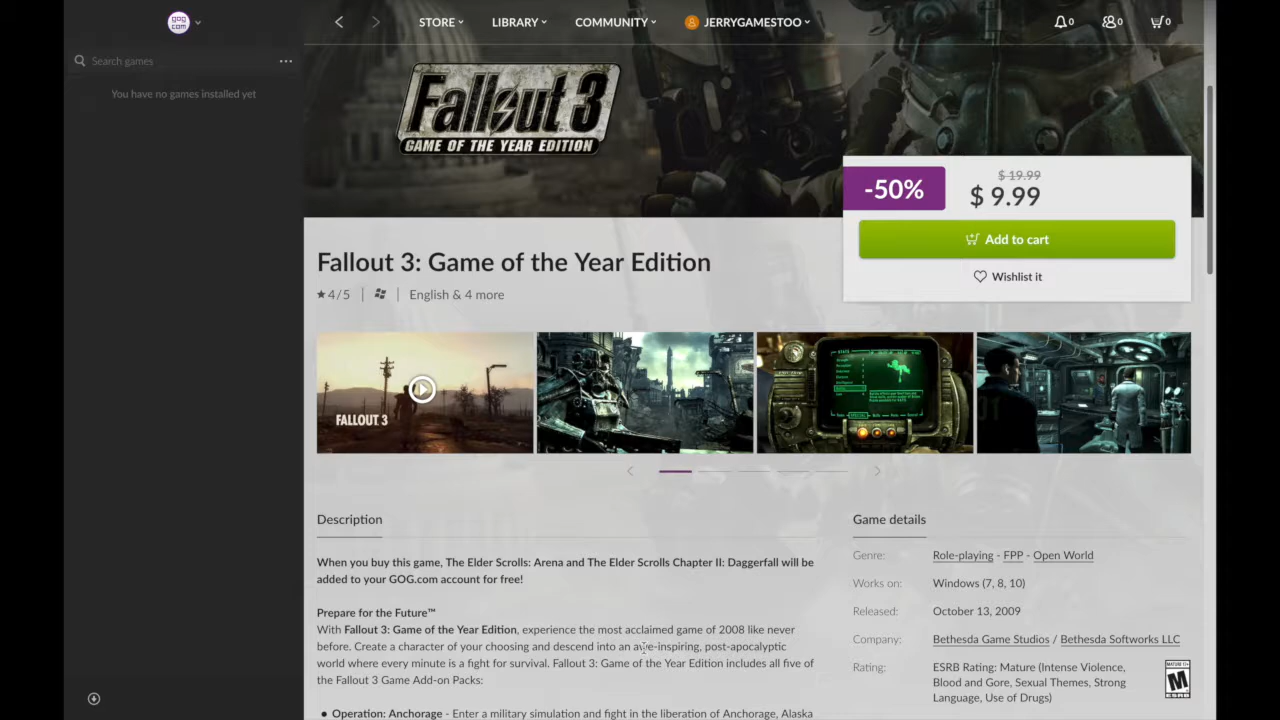 gog
com
STORE
LIBRARY
COMMUNITY
JERRYGAMESTOO
0
0
0
Search games
You have no games installed yet
Fallout 3
GAME OF THE YEAR EDITION
-50%
$ 19.99
$ 9.99
Add to cart
Wishlist it
Fallout 3: Game of the Year Edition
4/5
English & 4 more
FALLOUT 3
Description
When you buy this game, The Elder Scrolls: Arena and The Elder Scrolls Chapter II: Daggerfall will be
added to your GOG.com account for free!
Prepare for the Future™
With Fallout 3: Game of the Year Edition, experience the most acclaimed game of 2008 like never
before. Create a character of your choosing and descend into an awe-inspiring, post-apocalyptic
world where every minute is a fight for survival. Fallout 3: Game of the Year Edition includes all five of
the Fallout 3 Game Add-on Packs:
• Operation: Anchorage - Enter a military simulation and fight in the liberation of Anchorage, Alaska
Game details
Genre: Role-playing - FPP - Open World
Works on: Windows (7, 8, 10)
Released: October 13, 2009
Company: Bethesda Game Studios / Bethesda Softworks LLC
Rating: ESRB Rating: Mature (Intense Violence,
Blood and Gore, Sexual Themes, Strong
Language, Use of Drugs)
MATURE 17+
M
ESRB